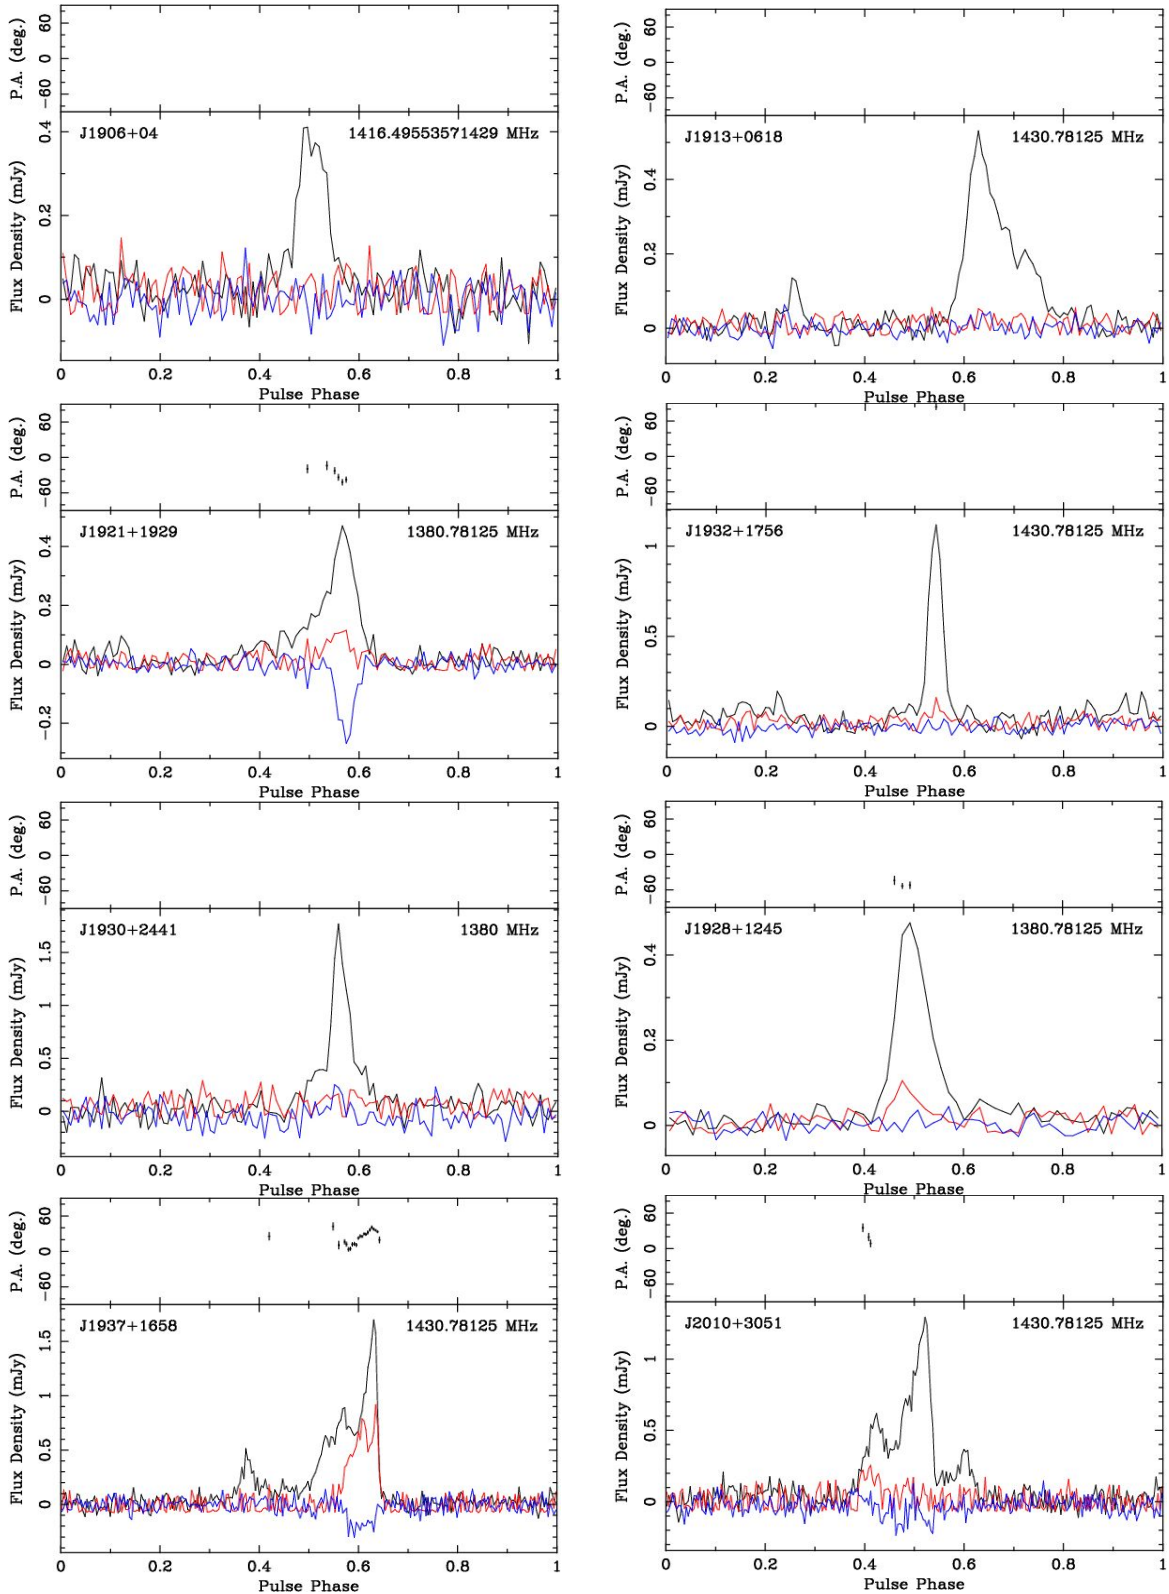 P.A. (deg.)
−60 0 60
J1906+04 1416.49553571429 MHz
Flux Density (mJy)
0 0.2 0.4
0 0.2 0.4 0.6 0.8 1
Pulse Phase
P.A. (deg.)
−60 0 60
J1913+0618 1430.78125 MHz
Flux Density (mJy)
0 0.2 0.4
0 0.2 0.4 0.6 0.8 1
Pulse Phase
P.A. (deg.)
−60 0 60
J1921+1929 1380.78125 MHz
Flux Density (mJy)
−0.2 0 0.2 0.4
0 0.2 0.4 0.6 0.8 1
Pulse Phase
P.A. (deg.)
−60 0 60
J1932+1756 1430.78125 MHz
Flux Density (mJy)
0 0.5 1
0 0.2 0.4 0.6 0.8 1
Pulse Phase
P.A. (deg.)
−60 0 60
J1930+2441 1380 MHz
Flux Density (mJy)
0 0.5 1 1.5
0 0.2 0.4 0.6 0.8 1
Pulse Phase
P.A. (deg.)
−60 0 60
J1928+1245 1380.78125 MHz
Flux Density (mJy)
0 0.2 0.4
0 0.2 0.4 0.6 0.8 1
Pulse Phase
P.A. (deg.)
−60 0 60
J1937+1658 1430.78125 MHz
Flux Density (mJy)
0 0.5 1 1.5
0 0.2 0.4 0.6 0.8 1
Pulse Phase
P.A. (deg.)
−60 0 60
J2010+3051 1430.78125 MHz
Flux Density (mJy)
0 0.5 1
0 0.2 0.4 0.6 0.8 1
Pulse Phase